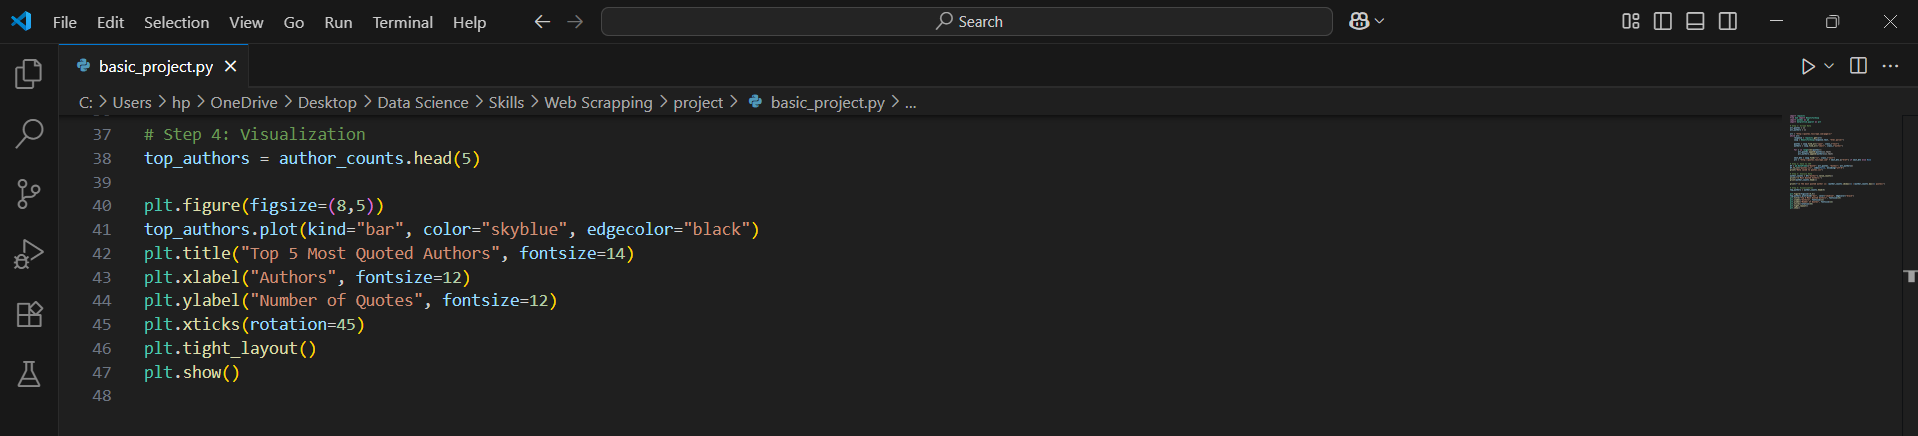 File Edit Selection View Go Run Terminal Help Search
basic_project.py
C: > Users > hp > OneDrive > Desktop > Data Science > Skills > Web Scrapping > project > basic_project.py > ...
37 # Step 4: Visualization
38 top_authors = author_counts.head(5)
39
40 plt.figure(figsize=(8,5))
41 top_authors.plot(kind="bar", color="skyblue", edgecolor="black")
42 plt.title("Top 5 Most Quoted Authors", fontsize=14)
43 plt.xlabel("Authors", fontsize=12)
44 plt.ylabel("Number of Quotes", fontsize=12)
45 plt.xticks(rotation=45)
46 plt.tight_layout()
47 plt.show()
48